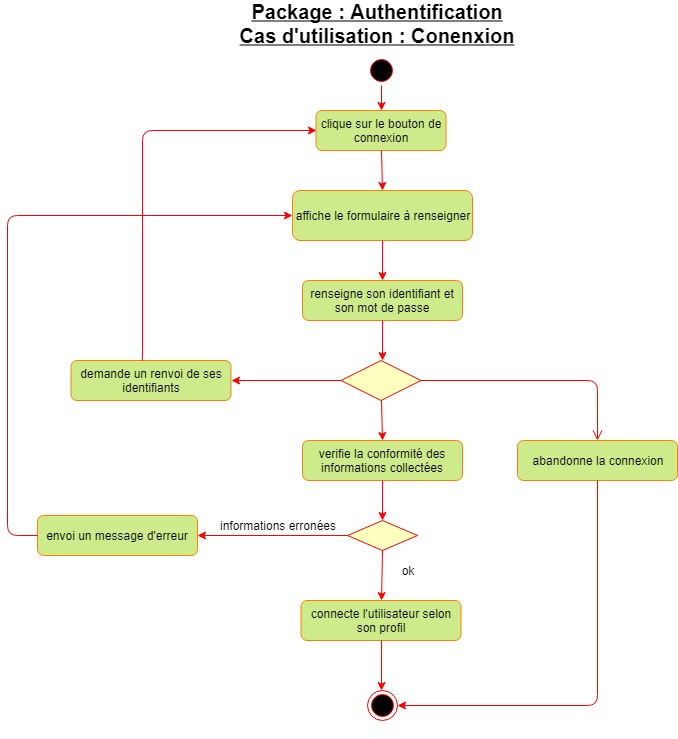 Package : Authentification
Cas d'utilisation : Conenxion
clique sur le bouton de
connexion
affiche le formulaire à renseigner
renseigne son identifiant et
son mot de passe
demande un renvoi de ses
identifiants
verifie la conformité des
informations collectées
abandonne la connexion
informations erronées
envoi un message d'erreur
ok
connecte l'utilisateur selon
son profil